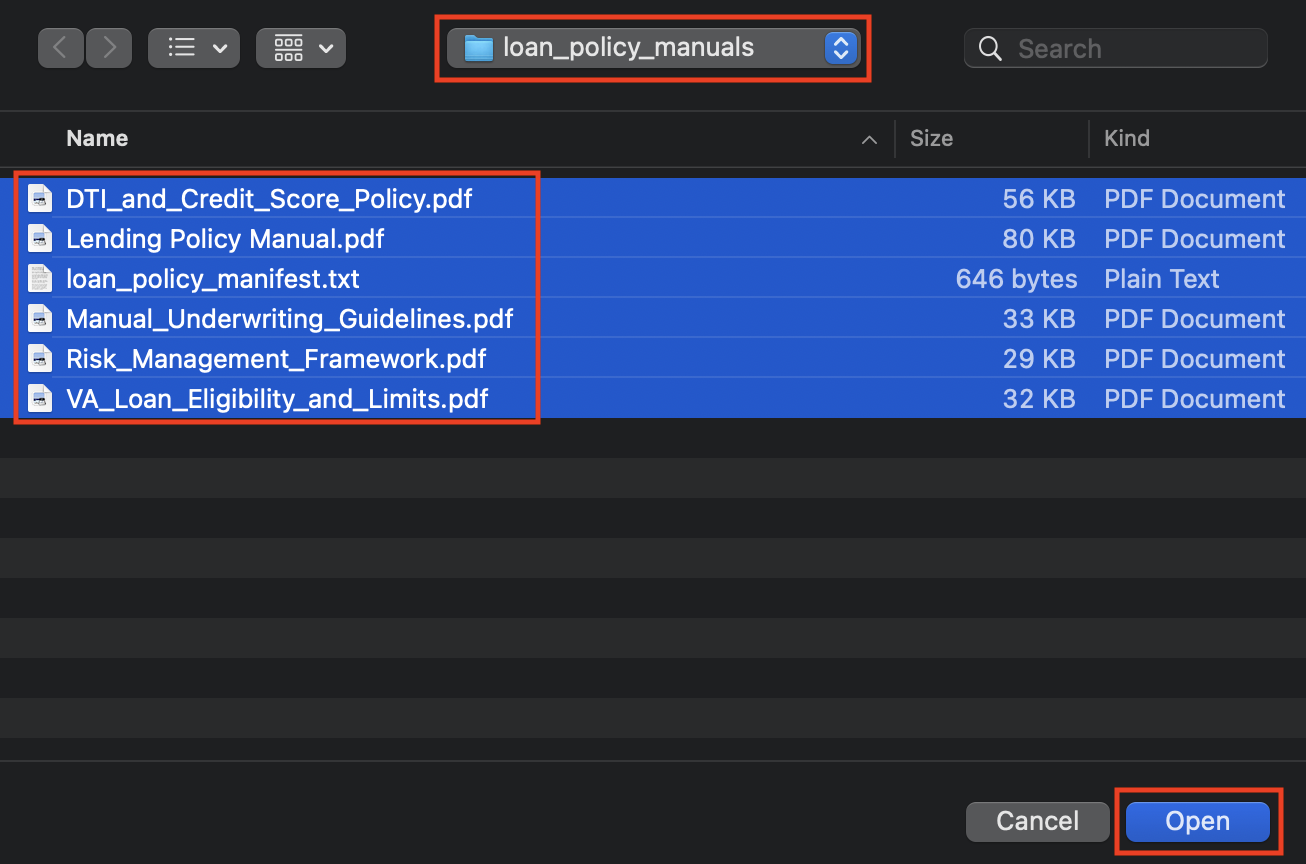 loan_policy_manuals
Search
Name Size Kind
DTI_and_Credit_Score_Policy.pdf 56 KB PDF Document
Lending Policy Manual.pdf 80 KB PDF Document
loan_policy_manifest.txt 646 bytes Plain Text
Manual_Underwriting_Guidelines.pdf 33 KB PDF Document
Risk_Management_Framework.pdf 29 KB PDF Document
VA_Loan_Eligibility_and_Limits.pdf 32 KB PDF Document
Cancel Open